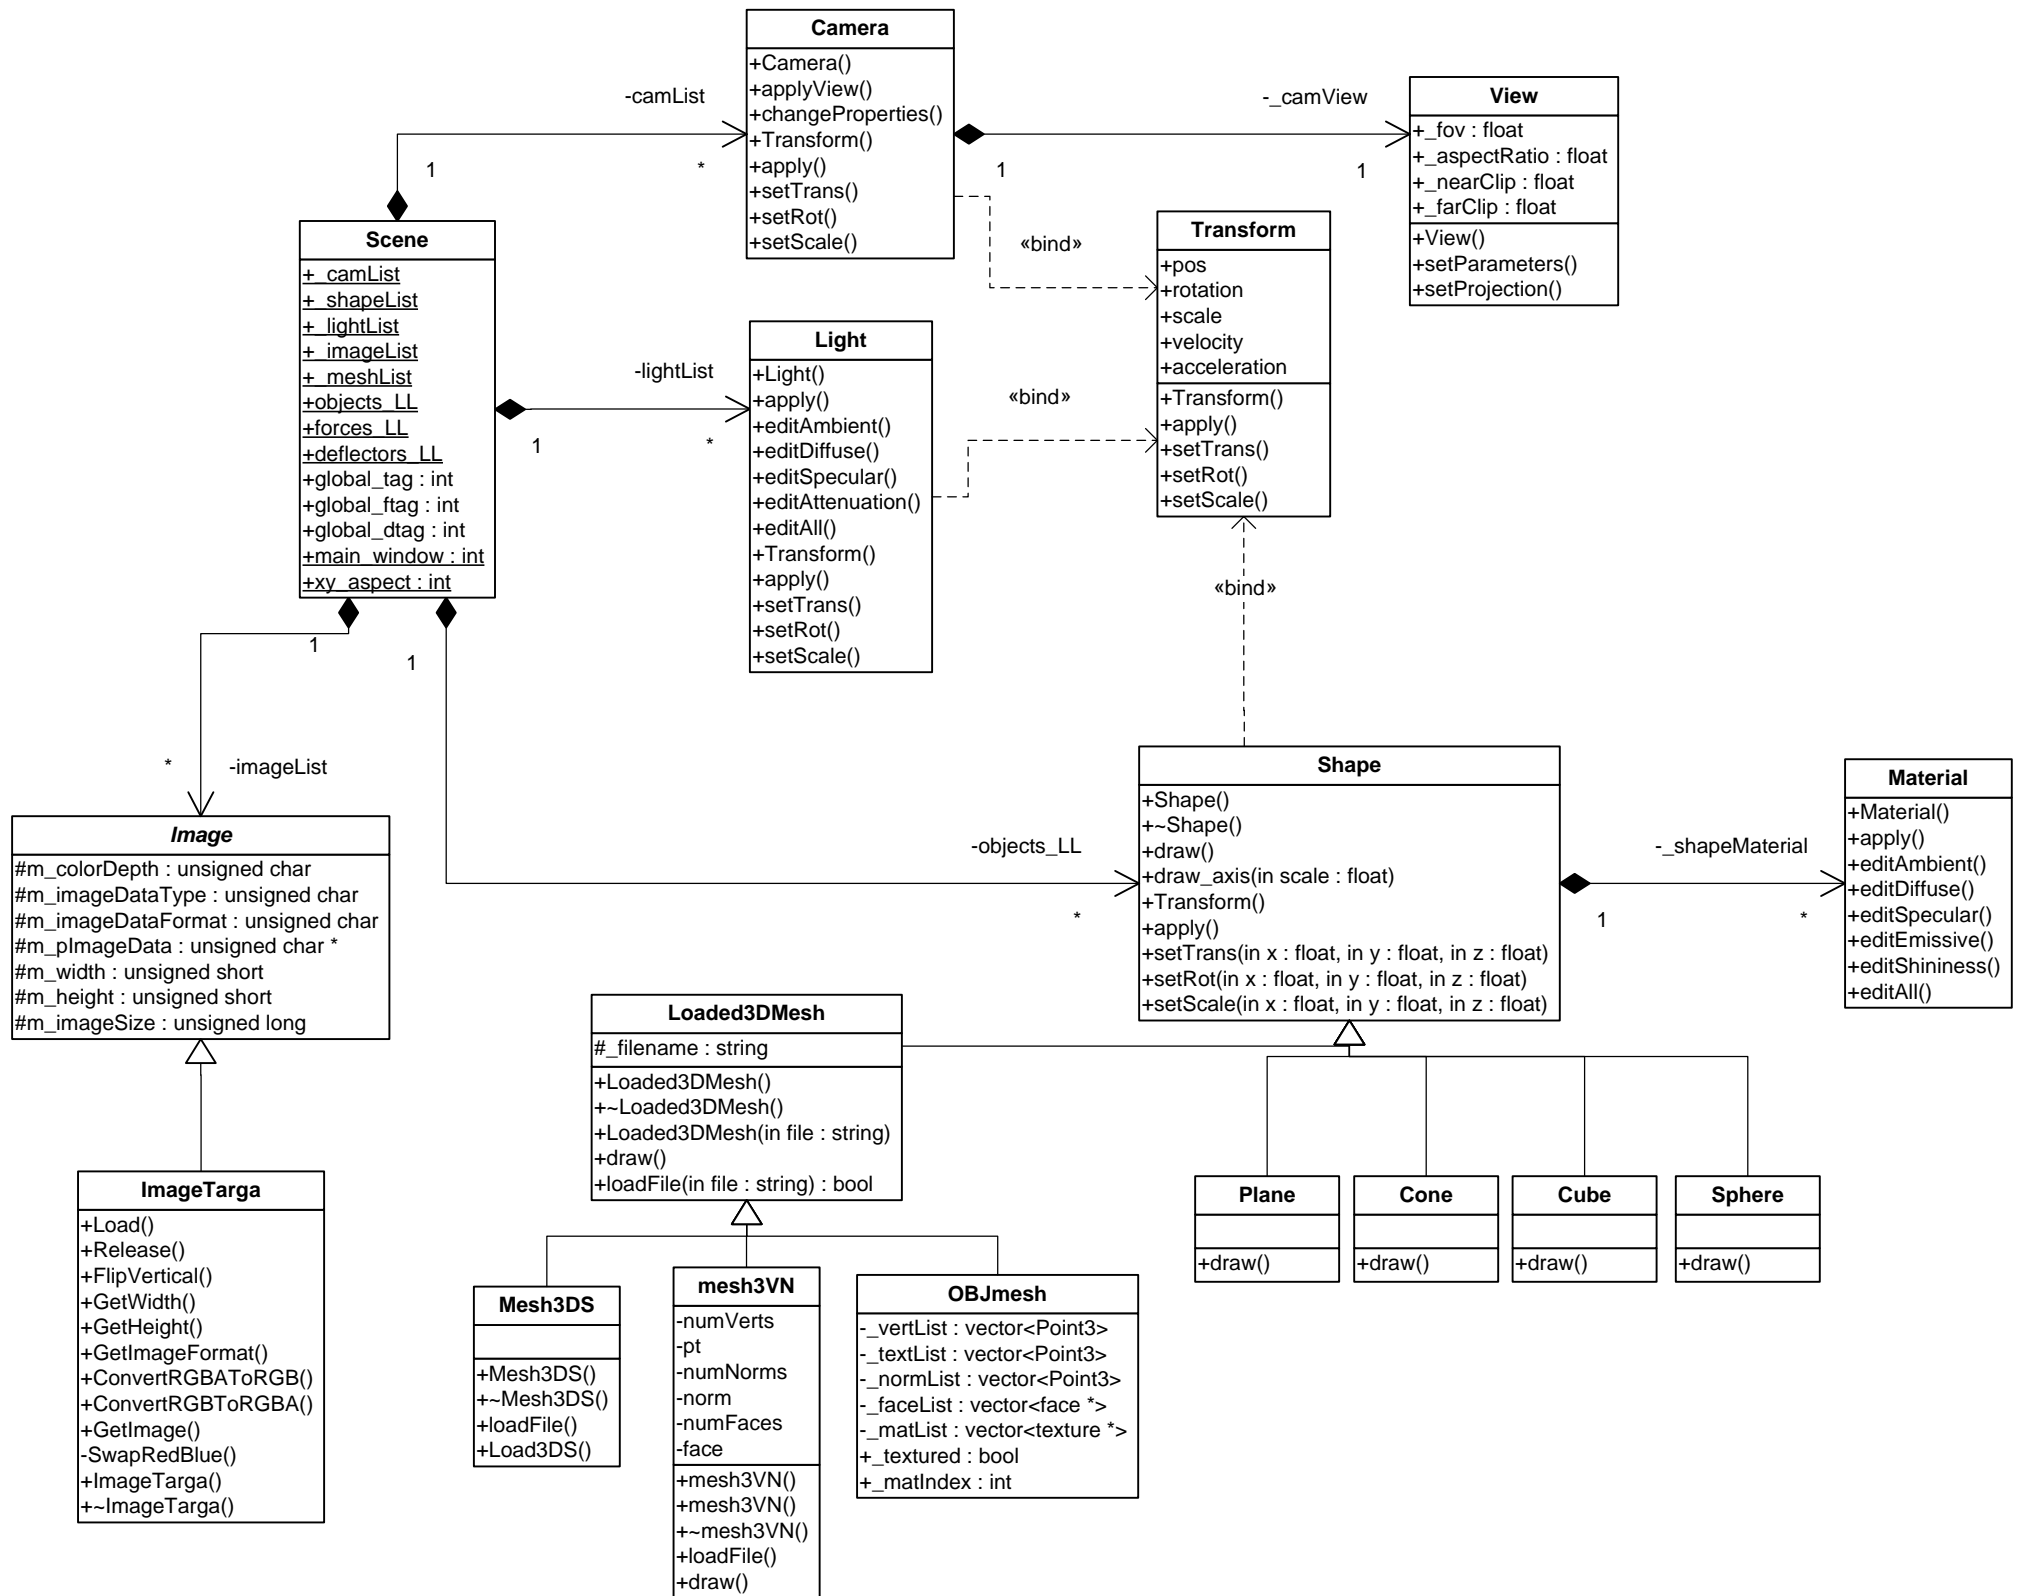 Camera
+Camera()
+applyView()
+changeProperties()
+Transform()
+apply()
+setTrans()
+setRot()
+setScale()
-camList
1
*
-_camView
1
1
View
+_fov : float
+_aspectRatio : float
+_nearClip : float
+_farClip : float
+View()
+setParameters()
+setProjection()
Scene
+_camList
+_shapeList
+_lightList
+_imageList
+_meshList
+objects_LL
+forces_LL
+deflectors_LL
+global_tag : int
+global_ftag : int
+global_dtag : int
+main_window : int
+xy_aspect : int
«bind»
Transform
+pos
+rotation
+scale
+velocity
+acceleration
+Transform()
+apply()
+setTrans()
+setRot()
+setScale()
-lightList
1
*
Light
+Light()
+apply()
+editAmbient()
+editDiffuse()
+editSpecular()
+editAttenuation()
+editAll()
+Transform()
+apply()
+setTrans()
+setRot()
+setScale()
«bind»
«bind»
1
1
*
-imageList
Image
#m_colorDepth : unsigned char
#m_imageDataType : unsigned char
#m_imageDataFormat : unsigned char
#m_pImageData : unsigned char *
#m_width : unsigned short
#m_height : unsigned short
#m_imageSize : unsigned long
-objects_LL
*
Shape
+Shape()
+~Shape()
+draw()
+draw_axis(in scale : float)
+Transform()
+apply()
+setTrans(in x : float, in y : float, in z : float)
+setRot(in x : float, in y : float, in z : float)
+setScale(in x : float, in y : float, in z : float)
-_shapeMaterial
1
*
Material
+Material()
+apply()
+editAmbient()
+editDiffuse()
+editSpecular()
+editEmissive()
+editShininess()
+editAll()
Loaded3DMesh
#_filename : string
+Loaded3DMesh()
+~Loaded3DMesh()
+Loaded3DMesh(in file : string)
+draw()
+loadFile(in file : string) : bool
ImageTarga
+Load()
+Release()
+FlipVertical()
+GetWidth()
+GetHeight()
+GetImageFormat()
+ConvertRGBAToRGB()
+ConvertRGBToRGBA()
+GetImage()
-SwapRedBlue()
+ImageTarga()
+~ImageTarga()
Plane
+draw()
Cone
+draw()
Cube
+draw()
Sphere
+draw()
Mesh3DS
+Mesh3DS()
+~Mesh3DS()
+loadFile()
+Load3DS()
mesh3VN
-numVerts
-pt
-numNorms
-norm
-numFaces
-face
+mesh3VN()
+mesh3VN()
+~mesh3VN()
+loadFile()
+draw()
OBJmesh
-_vertList : vector<Point3>
-_textList : vector<Point3>
-_normList : vector<Point3>
-_faceList : vector<face *>
-_matList : vector<texture *>
+_textured : bool
+_matIndex : int